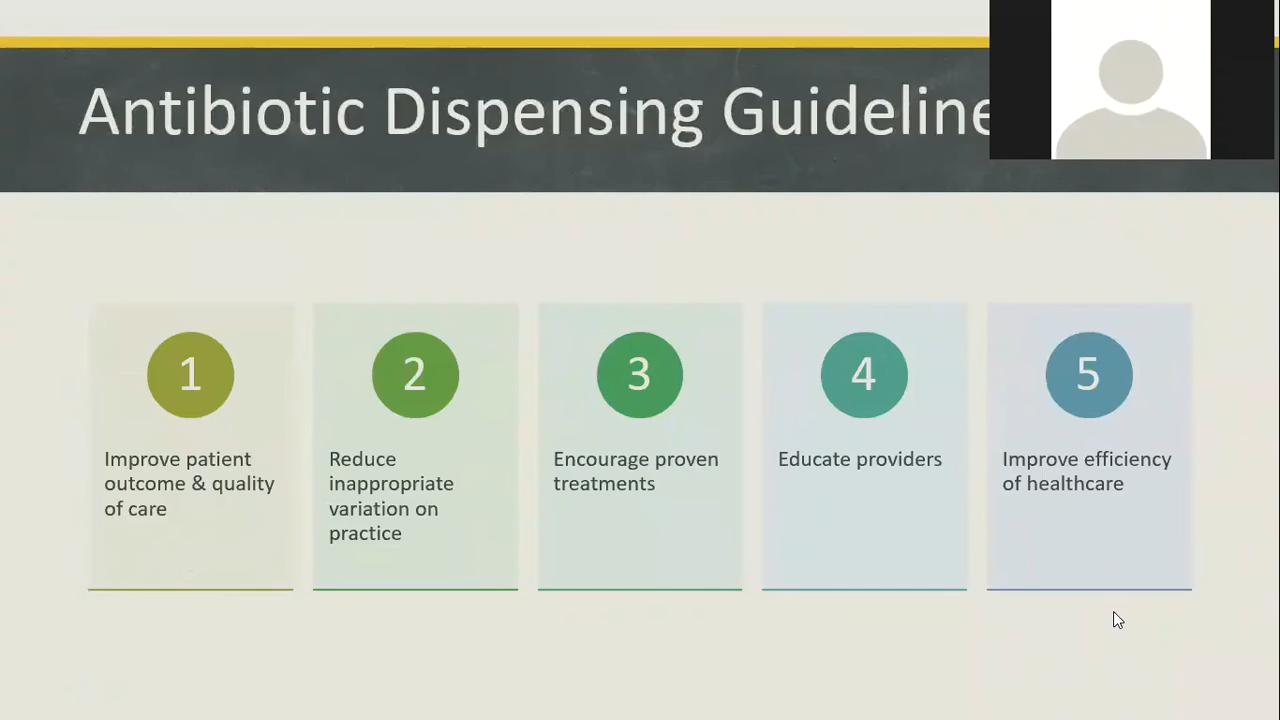 Antibiotic Dispensing Guideline
1
Improve patient
outcome & quality
of care
2
Reduce
inappropriate
variation on
practice
3
Encourage proven
treatments
4
Educate providers
5
Improve efficiency
of healthcare